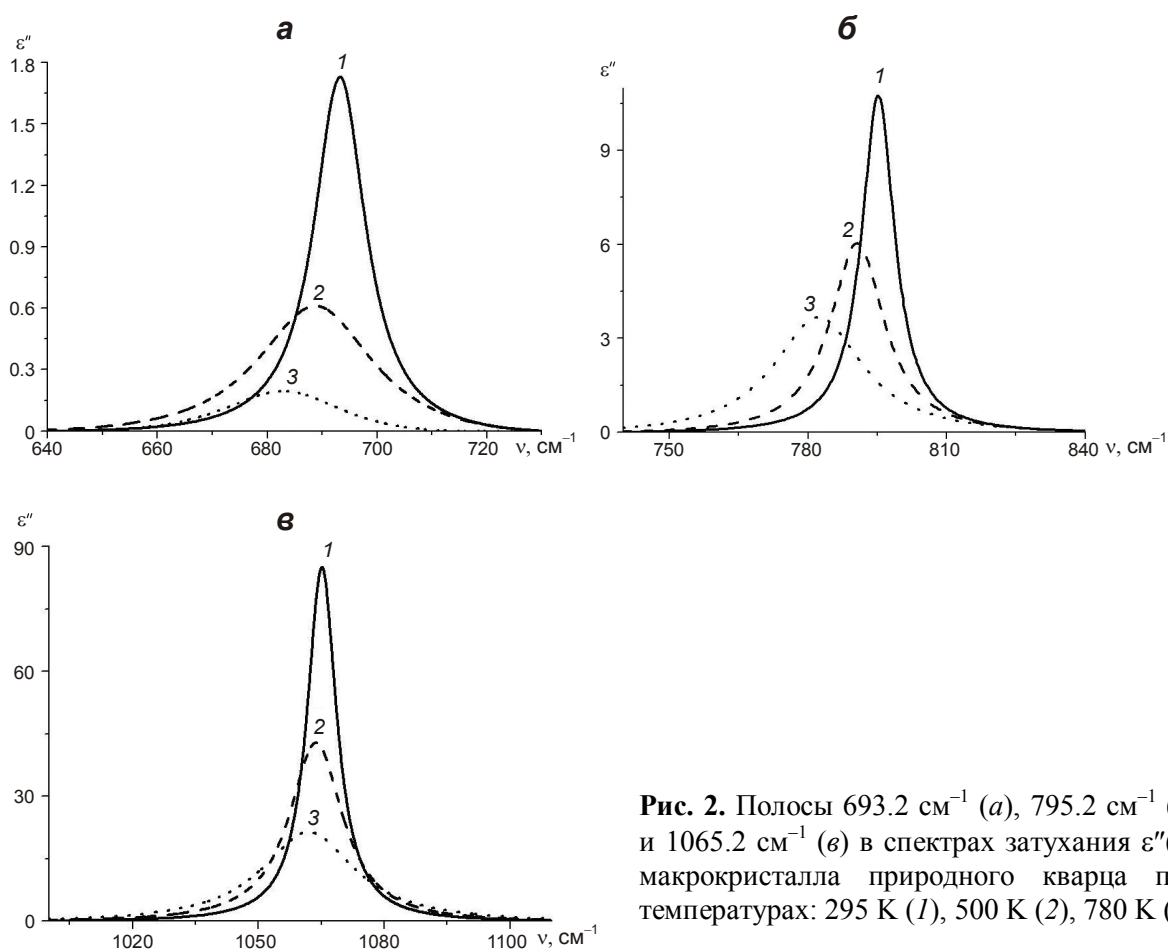 а
ε″
1
1.8
1.5
1.2
0.9
2
0.6
0.3
3
0
640 660 680 700 720 ν, см⁻¹
б
ε″
1
9
2
6
3
3
0
750 780 810 840 ν, см⁻¹
в
ε″
90
1
60
2
30
3
0
1020 1050 1080 1100 ν, см⁻¹
Рис. 2. Полосы 693.2 см⁻¹ (а), 795.2 см⁻¹ (
и 1065.2 см⁻¹ (в) в спектрах затухания ε″(
макрокристалла природного кварца п
температурах: 295 K (1), 500 K (2), 780 K (